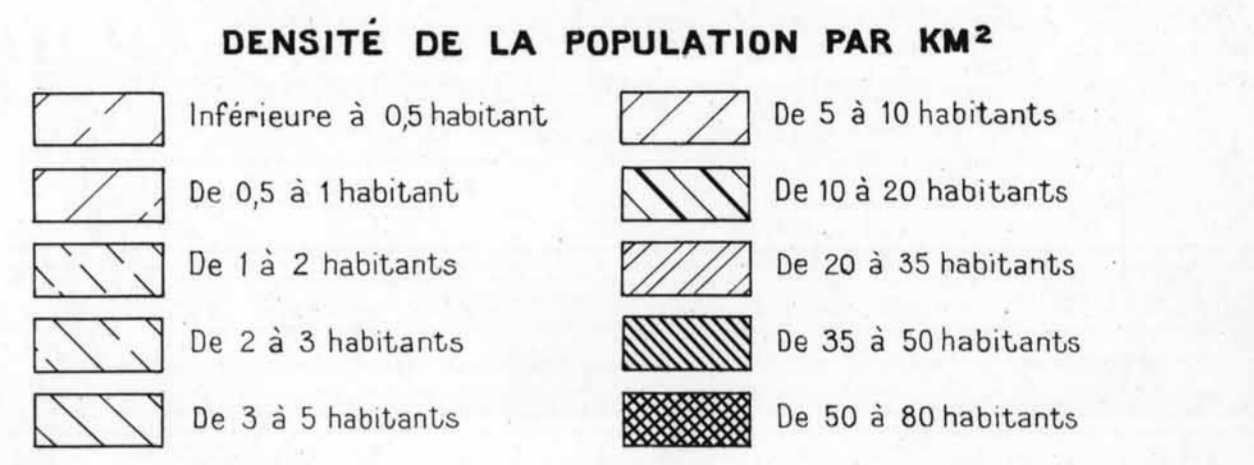 DENSITÉ DE LA POPULATION PAR KM²
Inférieure à 0,5 habitant
De 0,5 à 1 habitant
De 1 à 2 habitants
De 2 à 3 habitants
De 3 à 5 habitants
De 5 à 10 habitants
De 10 à 20 habitants
De 20 à 35 habitants
De 35 à 50 habitants
De 50 à 80 habitants